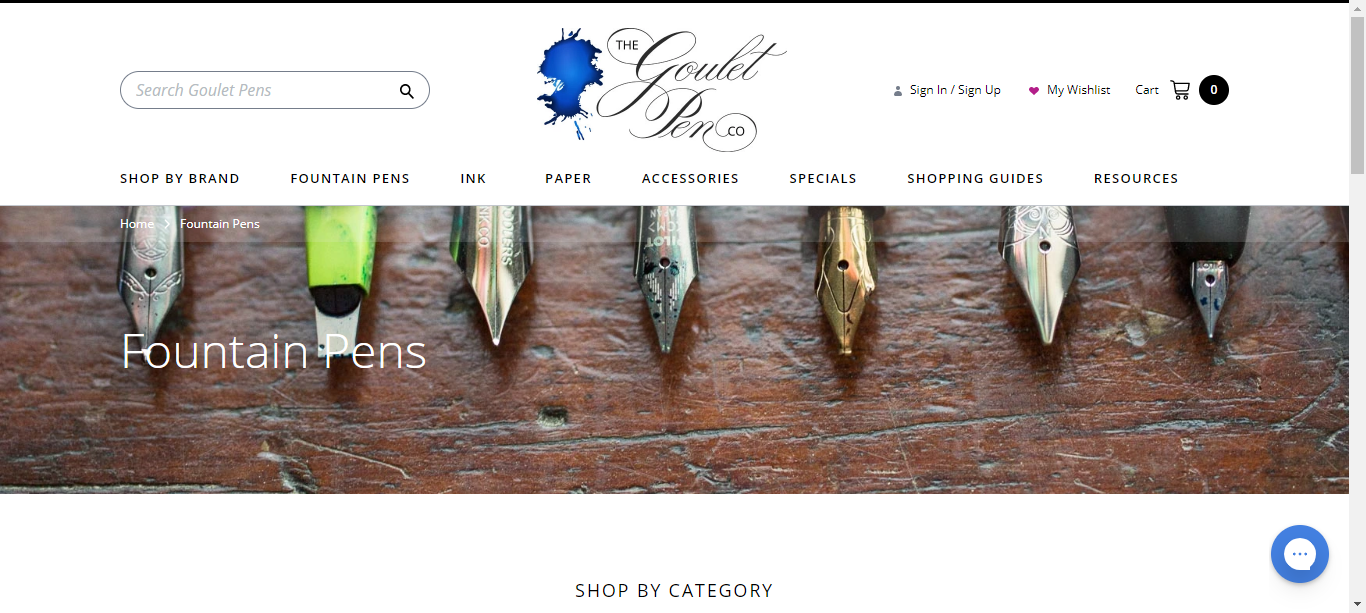 Search Goulet Pens
THE Goulet Pen CO
Sign In / Sign Up
My Wishlist
Cart
0
SHOP BY BRAND
FOUNTAIN PENS
INK
PAPER
ACCESSORIES
SPECIALS
SHOPPING GUIDES
RESOURCES
Home > Fountain Pens
PILOT
Fountain Pens
SHOP BY CATEGORY